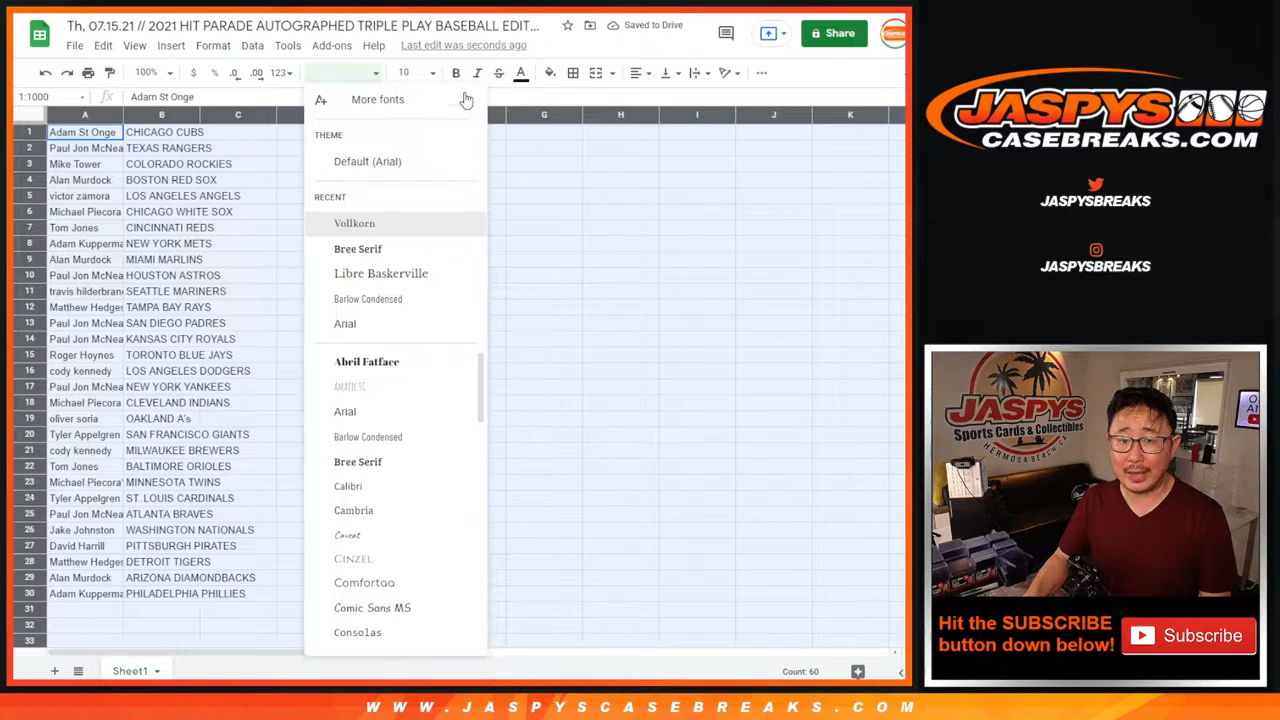 Th, 07.15.21 // 2021 HIT PARADE AUTOGRAPHED TRIPLE PLAY BASEBALL EDIT...
Saved to Drive
Share
File Edit View Insert Format Data Tools Add-ons Help Last edit was seconds ago
100% $ % .0 .00 123 10 B I S A
1:1000 fx Adam St Onge
A B C G H I J K
1 Adam St Onge CHICAGO CUBS
2 Paul Jon McNea TEXAS RANGERS
3 Mike Tower COLORADO ROCKIES
4 Alan Murdock BOSTON RED SOX
5 victor zamora LOS ANGELES ANGELS
6 Michael Piecora CHICAGO WHITE SOX
7 Tom Jones CINCINNATI REDS
8 Adam Kupperma NEW YORK METS
9 Alan Murdock MIAMI MARLINS
10 Paul Jon McNea HOUSTON ASTROS
11 travis hilderbran SEATTLE MARINERS
12 Matthew Hedges TAMPA BAY RAYS
13 Paul Jon McNea SAN DIEGO PADRES
14 Paul Jon McNea KANSAS CITY ROYALS
15 Roger Hoynes TORONTO BLUE JAYS
16 cody kennedy LOS ANGELES DODGERS
17 Paul Jon McNea NEW YORK YANKEES
18 Michael Piecora CLEVELAND INDIANS
19 oliver soria OAKLAND A's
20 Tyler Appelgren SAN FRANCISCO GIANTS
21 cody kennedy MILWAUKEE BREWERS
22 Tom Jones BALTIMORE ORIOLES
23 Michael Piecora' MINNESOTA TWINS
24 Tyler Appelgren ST. LOUIS CARDINALS
25 Paul Jon McNea ATLANTA BRAVES
26 Jake Johnston WASHINGTON NATIONALS
27 David Harrill PITTSBURGH PIRATES
28 Matthew Hedges DETROIT TIGERS
29 Alan Murdock ARIZONA DIAMONDBACKS
30 Adam Kupperma PHILADELPHIA PHILLIES
31
32
33
More fonts
THEME
Default (Arial)
RECENT
Vollkorn
Bree Serif
Libre Baskerville
Barlow Condensed
Arial
Abril Fatface
AMATIC SC
Arial
Barlow Condensed
Bree Serif
Calibri
Cambria
Caveat
CINZEL
Comfortaa
Comic Sans MS
Consolas
Sheet1
Count: 60
JASPYS
CASEBREAKS.COM
JASPYSBREAKS
JASPYSBREAKS
JASPYS
Sports Cards & Collectibles
HERMOSA BEACH CA
Hit the SUBSCRIBE
button down below!
Subscribe
WWW.JASPYSCASEBREAKS.COM